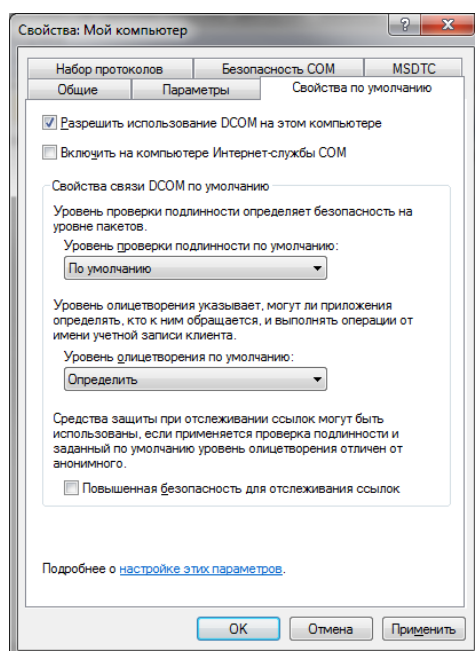 Свойства: Мой компьютер
Набор протоколов Безопасность COM MSDTC
Общие Параметры Свойства по умолчанию
Разрешить использование DCOM на этом компьютере
Включить на компьютере Интернет-службы COM
Свойства связи DCOM по умолчанию
Уровень проверки подлинности определяет безопасность на
уровне пакетов.
Уровень проверки подлинности по умолчанию:
По умолчанию
Уровень олицетворения указывает, могут ли приложения
определять, кто к ним обращается, и выполнять операции от
имени учетной записи клиента.
Уровень олицетворения по умолчанию:
Определить
Средства защиты при отслеживании ссылок могут быть
использованы, если применяется проверка подлинности и
заданный по умолчанию уровень олицетворения отличен от
анонимного.
Повышенная безопасность для отслеживания ссылок
Подробнее о настройке этих параметров.
OK Отмена Применить